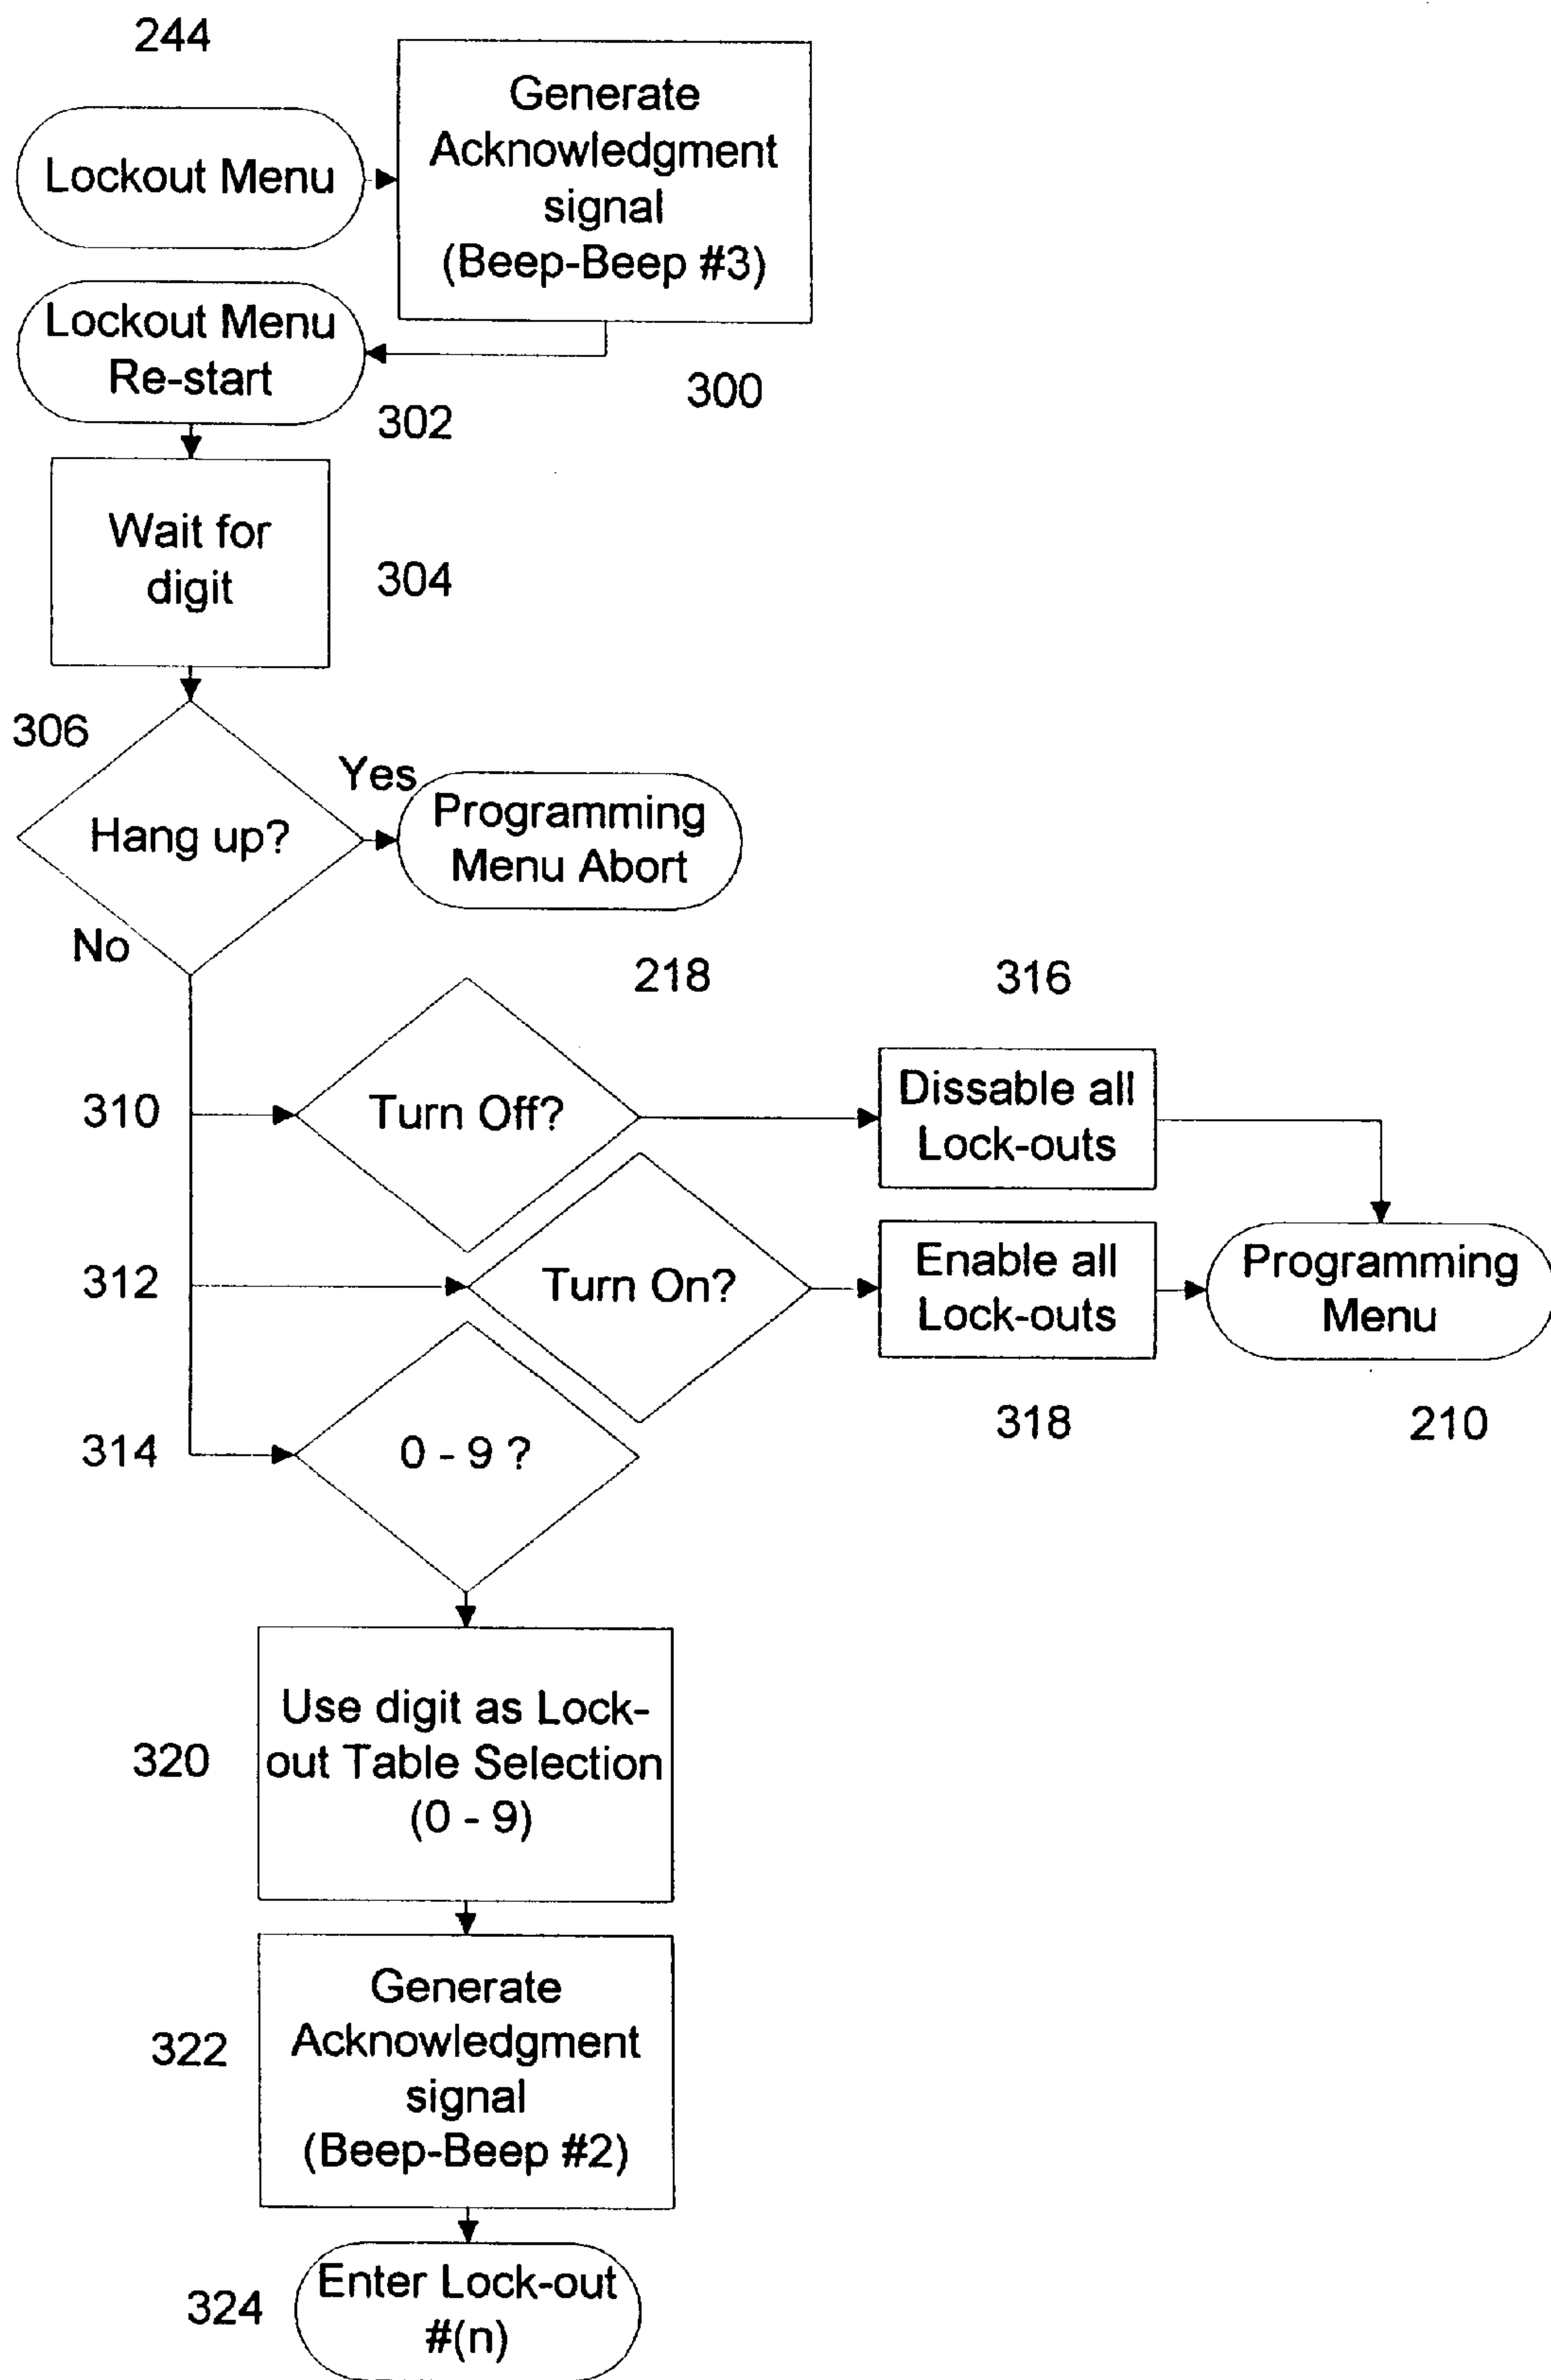 244
Lockout Menu
Generate
Acknowledgment
signal
(Beep-Beep #3)
300
Lockout Menu
Re-start
302
Wait for
digit
304
306
Hang up?
Yes
No
Programming
Menu Abort
218
310
Turn Off?
316
Dissable all
Lock-outs
312
Turn On?
Enable all
Lock-outs
318
Programming
Menu
210
314
0 - 9 ?
320
Use digit as Lock-
out Table Selection
(0 - 9)
322
Generate
Acknowledgment
signal
(Beep-Beep #2)
324
Enter Lock-out
#(n)